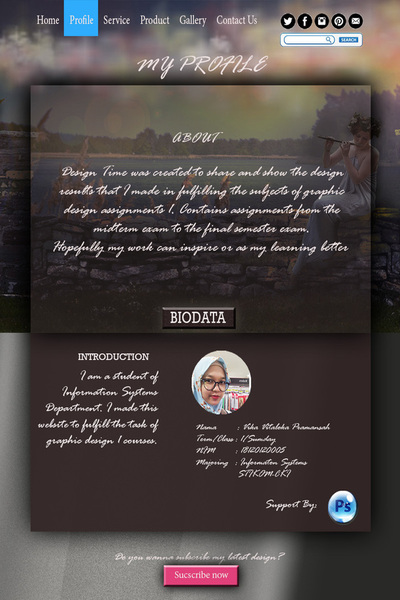 Home Profile Service Product Gallery Contact Us
SEARCH
MY PROFILE
ABOUT
Design Time was created to share and show the design
results that I made in fulfilling the subjects of graphic
design assignments 1. Contains assignments from the
midterm exam to the final semester exam.
Hopefully my work can inspire or as my learning better
BIODATA
INTRODUCTION
I am a student of
Information Systems
Department. I made this
website to fulfill the task of
graphic design 1 courses.
Nama : Vika Vitaloka Pramansah
Term/Class : 1/Sunday
NIM : 18120120005
Majoring : Informaton Systems
STIKOM CKI
Support By:
Ps
Do you wanna subscribe my latest design?
Sucscribe now